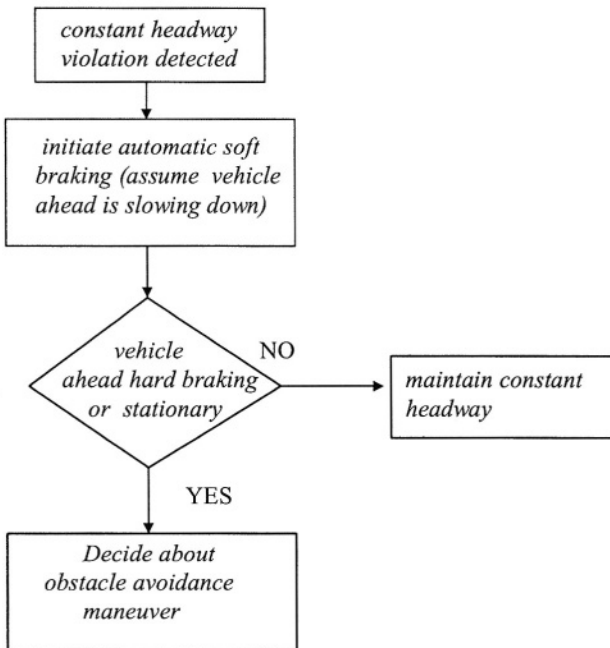 constant headway
violation detected
initiate automatic soft
braking (assume vehicle
ahead is slowing down)
vehicle
ahead hard braking
or stationary
NO
maintain constant
headway
YES
Decide about
obstacle avoidance
maneuver